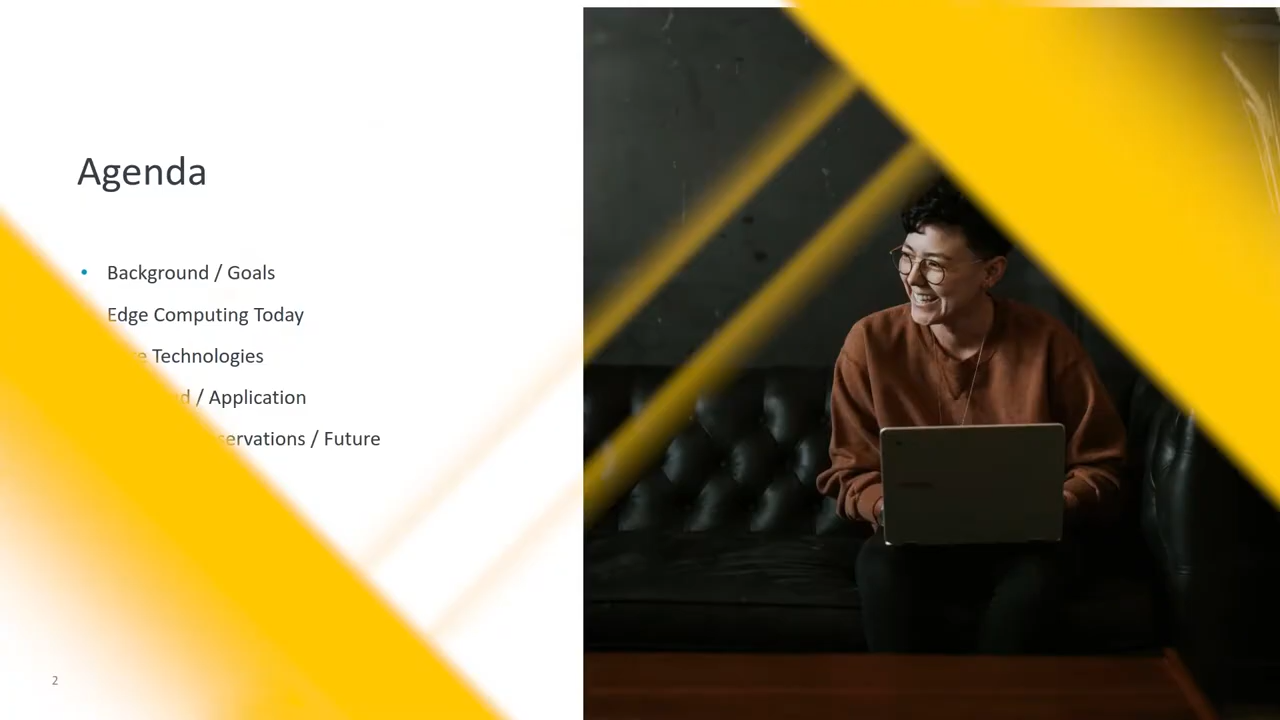 Agenda
• Background / Goals
Edge Computing Today
Technologies
/ Application
/ Future
2